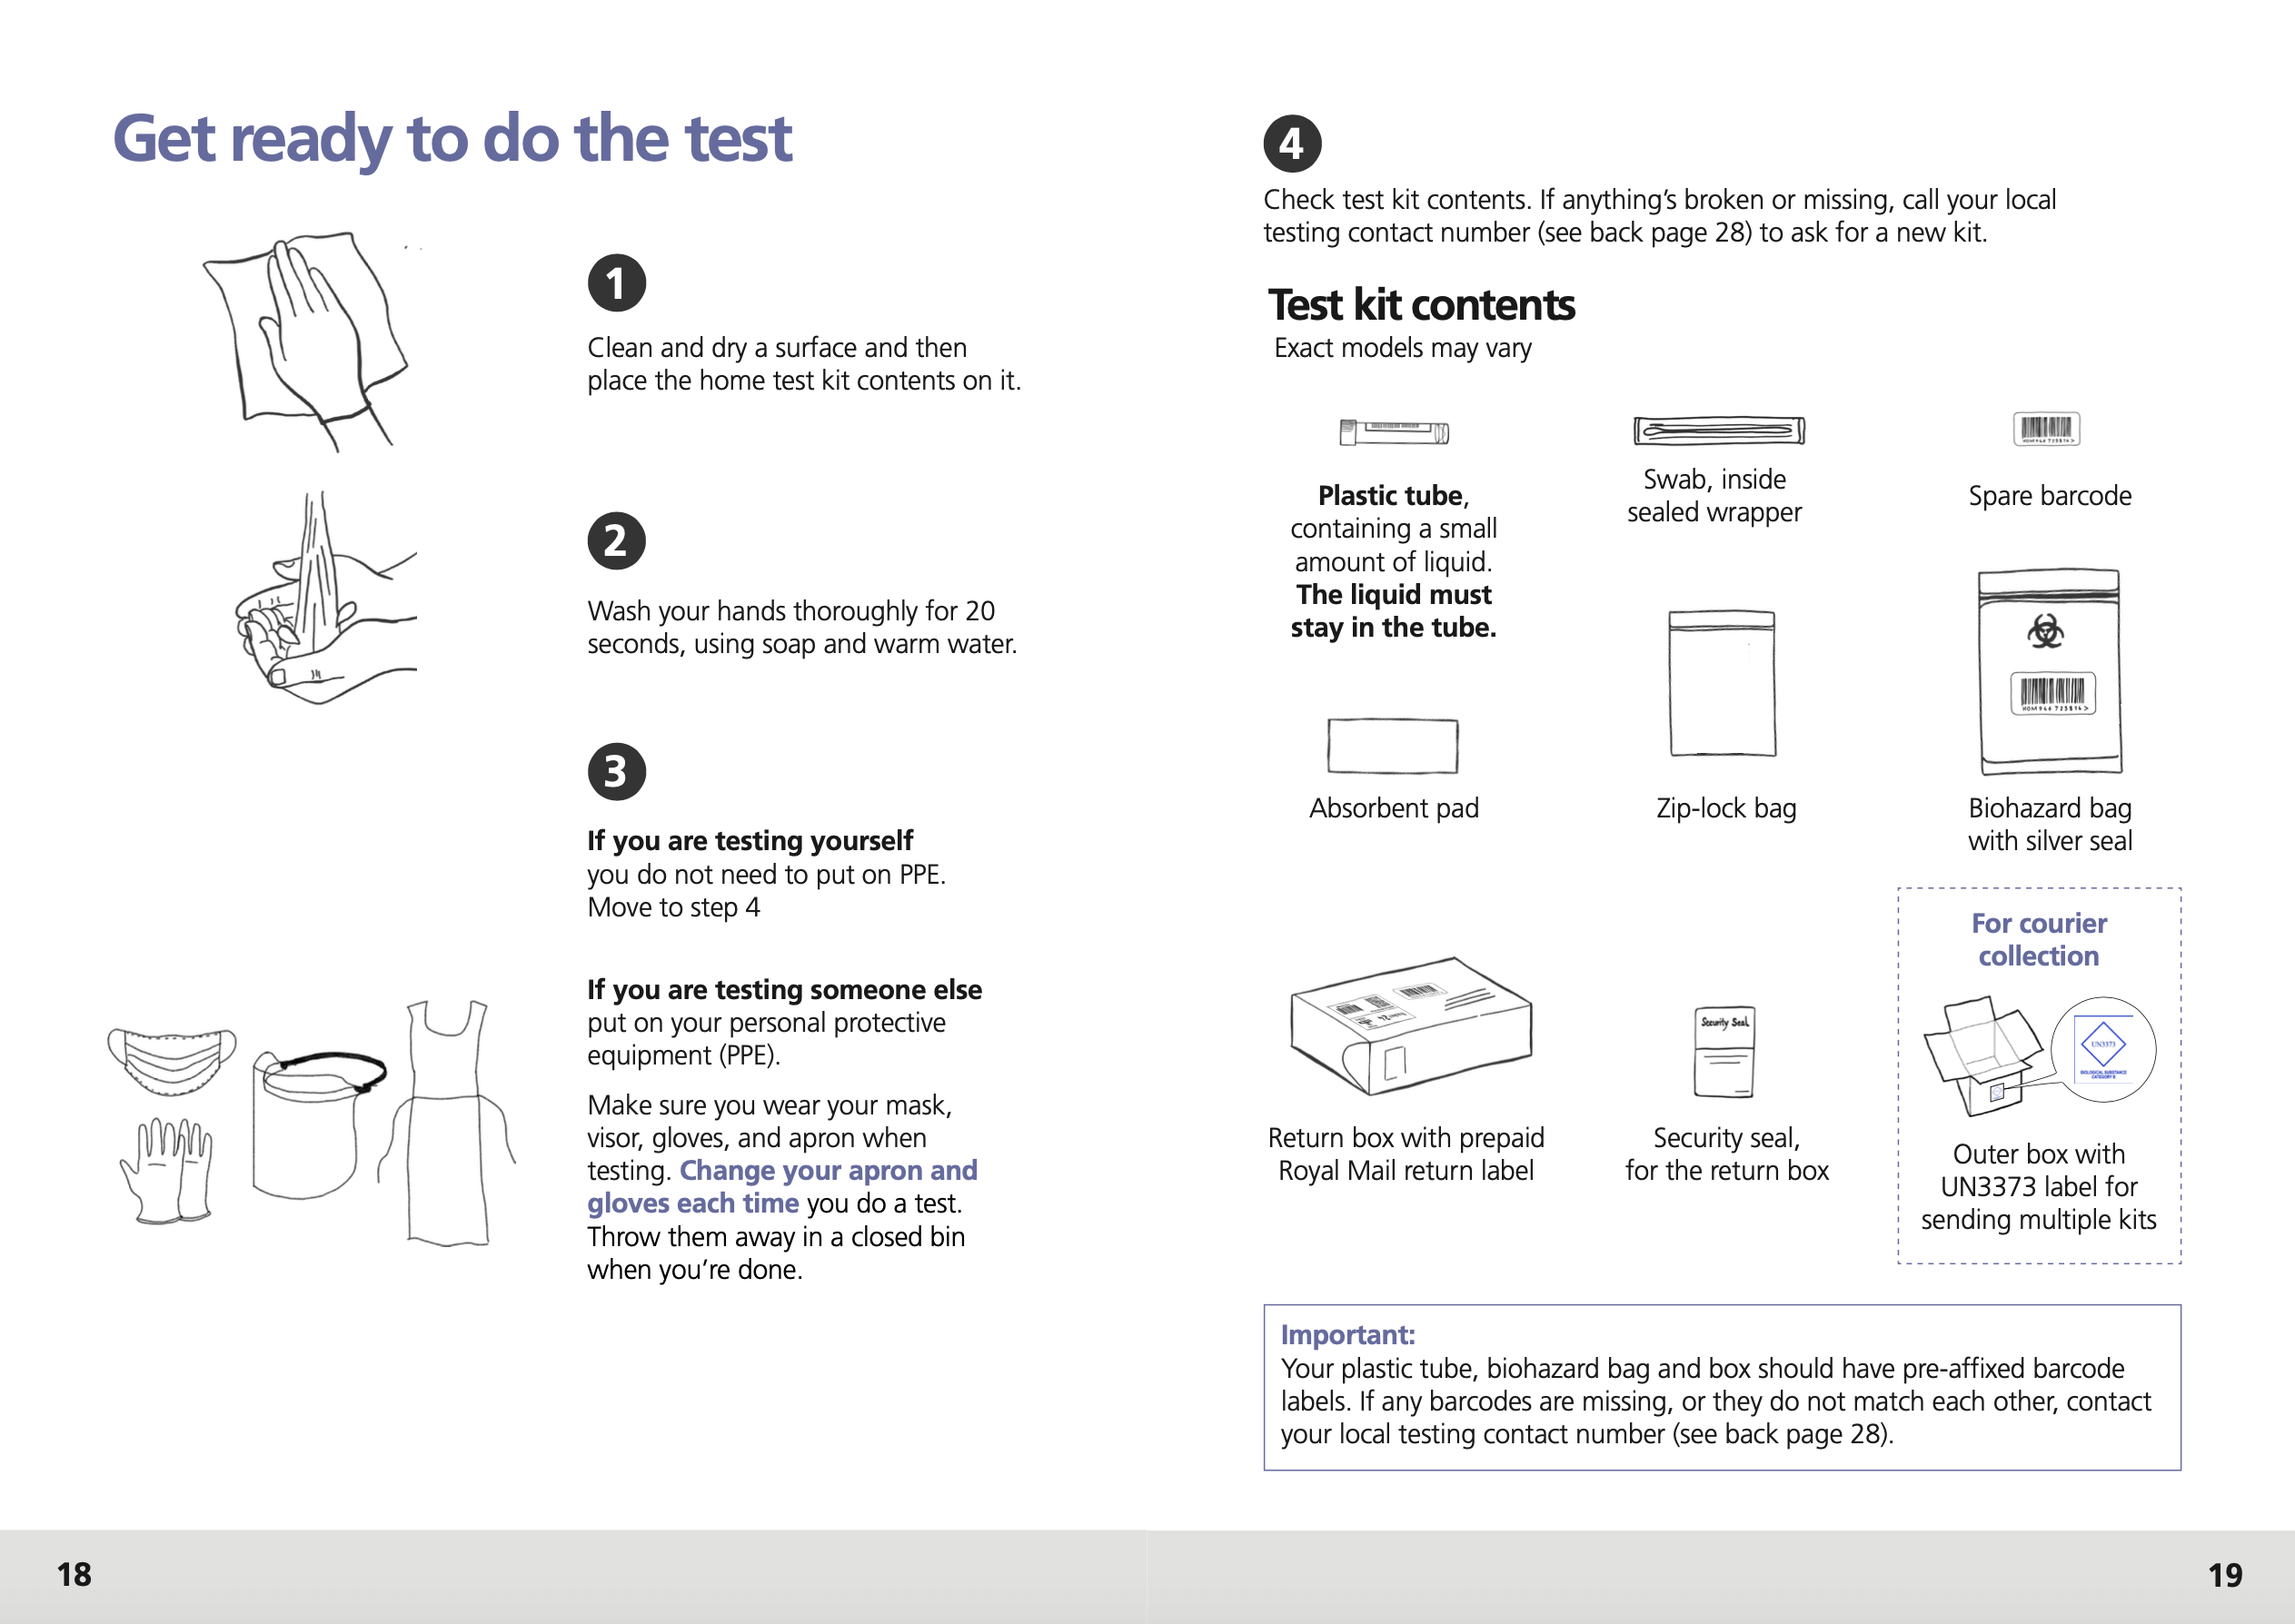 Get ready to do the test
1
Clean and dry a surface and then
place the home test kit contents on it.
2
Wash your hands thoroughly for 20
seconds, using soap and warm water.
3
If you are testing yourself
you do not need to put on PPE.
Move to step 4
If you are testing someone else
put on your personal protective
equipment (PPE).
Make sure you wear your mask,
visor, gloves, and apron when
testing. Change your apron and
gloves each time you do a test.
Throw them away in a closed bin
when you’re done.
18
4
Check test kit contents. If anything’s broken or missing, call your local
testing contact number (see back page 28) to ask for a new kit.
Test kit contents
Exact models may vary
Plastic tube,
containing a small
amount of liquid.
The liquid must
stay in the tube.
Swab, inside
sealed wrapper
Spare barcode
Absorbent pad
Zip-lock bag
Biohazard bag
with silver seal
Return box with prepaid
Royal Mail return label
Security Seal
Security seal,
for the return box
For courier
collection
UN3373
BIOLOGICAL SUBSTANCE
CATEGORY B
Outer box with
UN3373 label for
sending multiple kits
Important:
Your plastic tube, biohazard bag and box should have pre-affixed barcode
labels. If any barcodes are missing, or they do not match each other, contact
your local testing contact number (see back page 28).
19